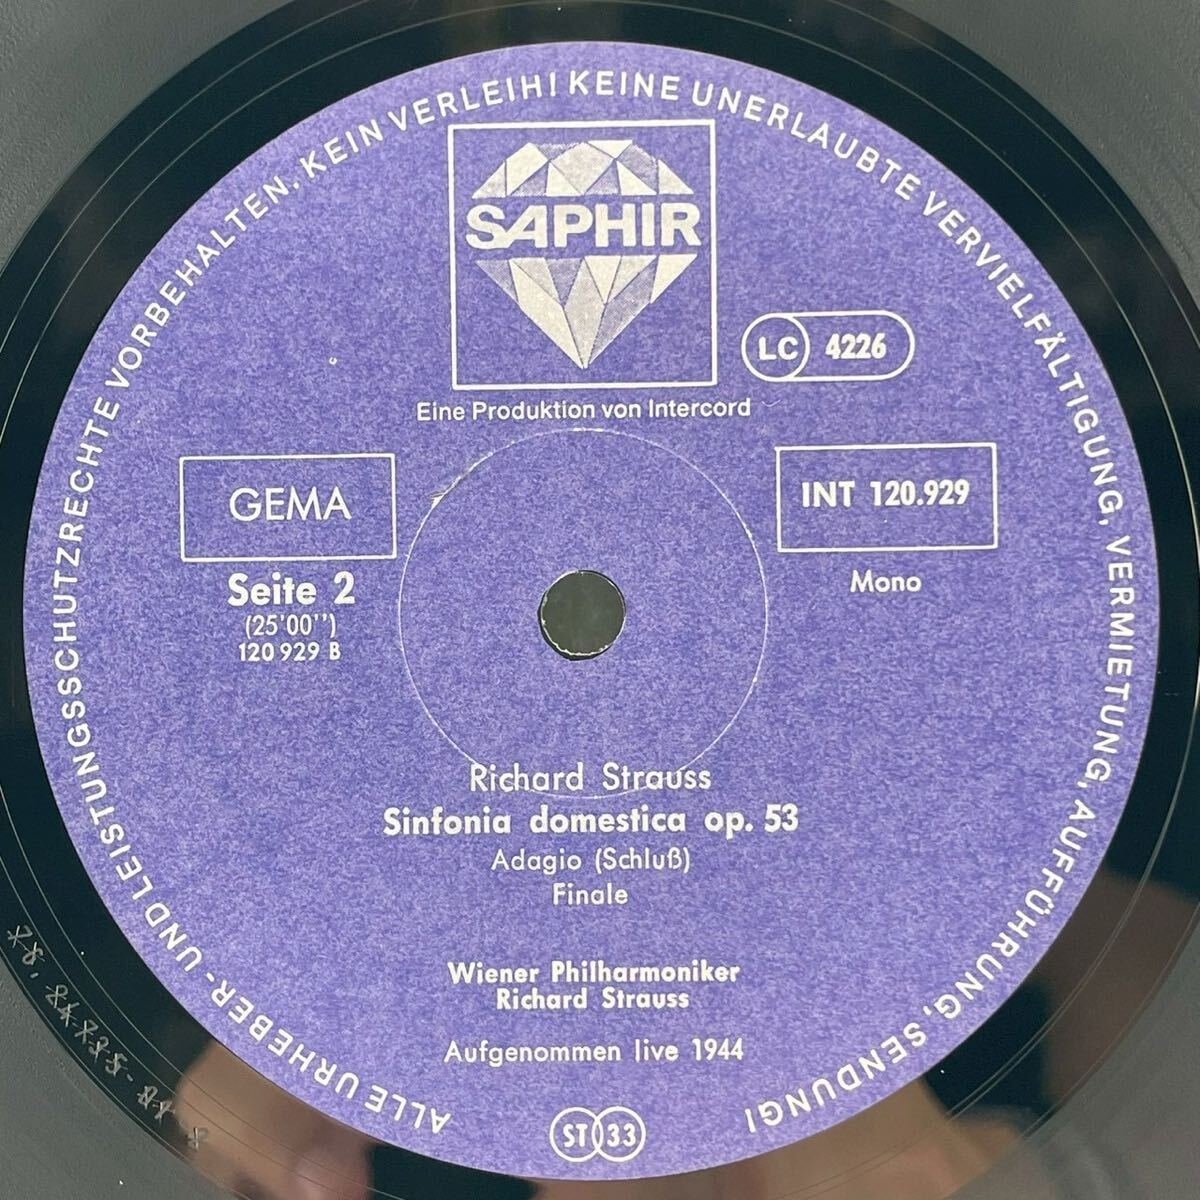 ALLE URHEBER- UND LEISTUNGSSCHUTZRECHTE VORBEHALTEN. KEIN VERLEIH! KEINE UNERLAUBTE VERVIELFÄLTIGUNG, VERMIETUNG, AUFFÜHRUNG, SENDUNG!
SAPHIR
LC 4226
Eine Produktion von Intercord
GEMA
INT 120.929
Seite 2
Mono
(25'00'')
120 929 B
Richard Strauss
Sinfonia domestica op. 53
Adagio (Schluß)
Finale
Wiener Philharmoniker
Richard Strauss
Aufgenommen live 1944
ST 33